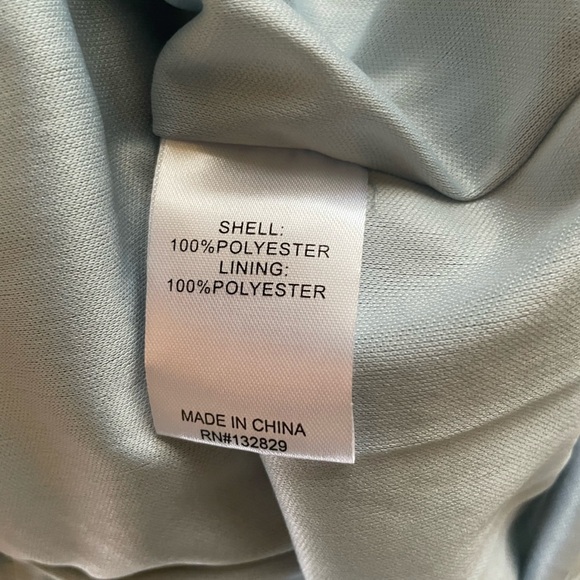 SHELL:
100%POLYESTER
LINING:
100%POLYESTER
MADE IN CHINA
RN#132829